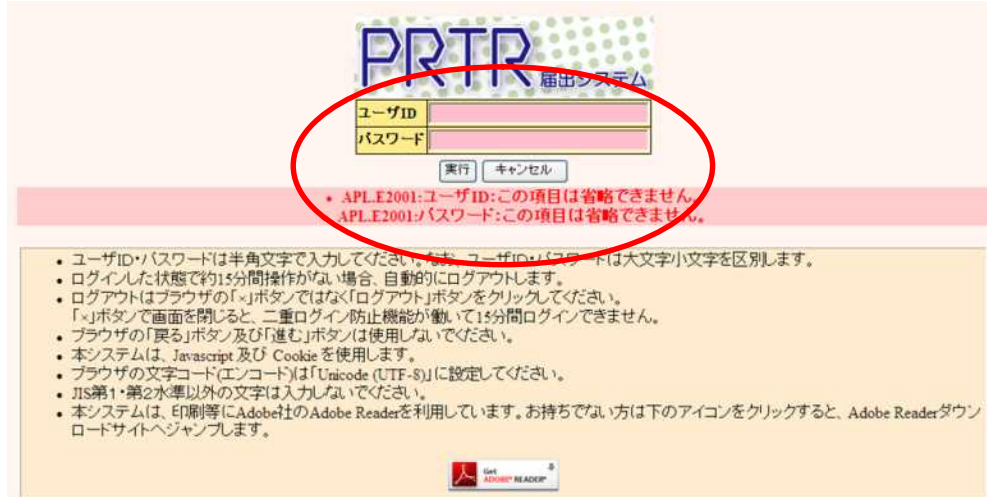 PRTR 届出システム
ユーザID
パスワード
実行 キャンセル
• APL.E2001:ユーザID:この項目は省略できません。
APL.E2001:パスワード:この項目は省略できません。
• ユーザID・パスワードは半角文字で入力してください。なお、ユーザID・パスワードは大文字小文字を区別します。
• ログインした状態で約15分間操作がない場合、自動的にログアウトします。
• ログアウトはブラウザの「×」ボタンではなく「ログアウト」ボタンをクリックしてください。
「×」ボタンで画面を閉じると、二重ログイン防止機能が働いて15分間ログインできません。
• ブラウザの「戻る」ボタン及び「進む」ボタンは使用しないでください。
• 本システムは、Javascript 及び Cookie を使用します。
• ブラウザの文字コード(エンコード)は「Unicode (UTF-8)」に設定してください。
• JIS第1・第2水準以外の文字は入力しないでください。
• 本システムは、印刷等にAdobe社のAdobe Readerを利用しています。お持ちでない方は下のアイコンをクリックすると、Adobe Readerダウン
ロードサイトへジャンプします。
Get
ADOBE® READER®